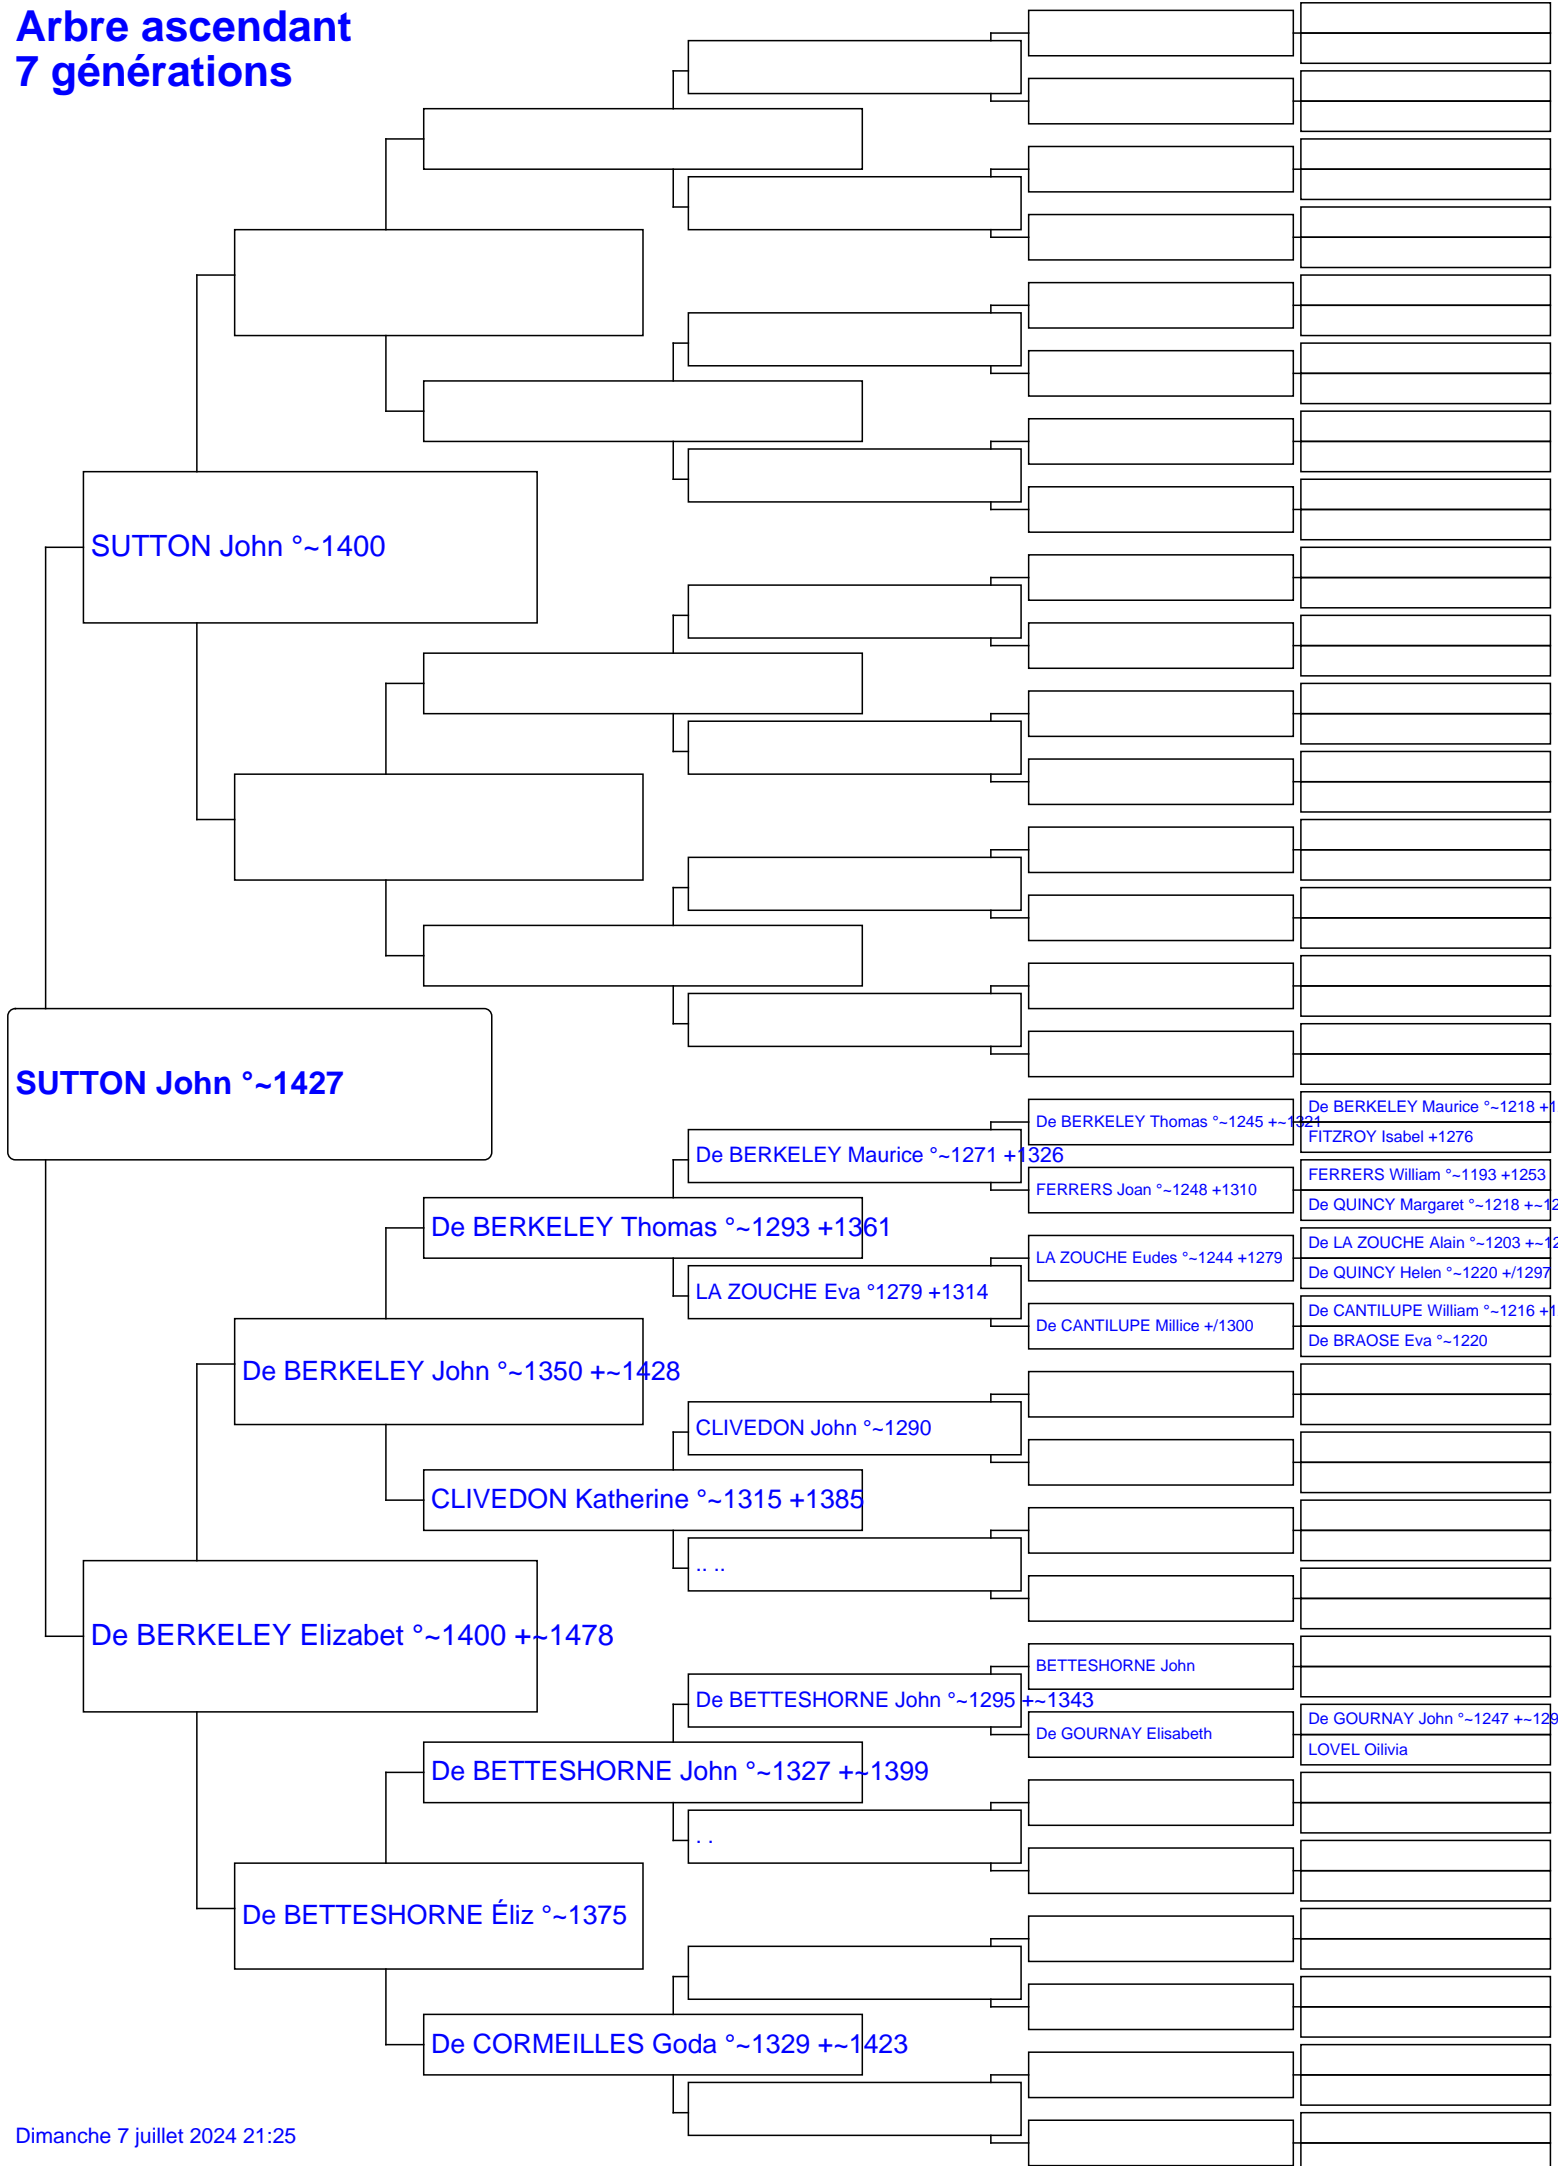 Arbre ascendant
7 générations
SUTTON John °~1400
SUTTON John °~1427
De BERKELEY Maurice °~1218 +1
De BERKELEY Thomas °~1245 +~1321
FITZROY Isabel +1276
De BERKELEY Maurice °~1271 +1326
FERRERS William °~1193 +1253
FERRERS Joan °~1248 +1310
De QUINCY Margaret °~1218 +~12
De BERKELEY Thomas °~1293 +1361
De LA ZOUCHE Alain °~1203 +~12
LA ZOUCHE Eudes °~1244 +1279
De QUINCY Helen °~1220 +/1297
LA ZOUCHE Eva °1279 +1314
De CANTILUPE William °~1216 +1
De CANTILUPE Millice +/1300
De BRAOSE Eva °~1220
De BERKELEY John °~1350 +~1428
CLIVEDON John °~1290
CLIVEDON Katherine °~1315 +1385
.. ..
De BERKELEY Elizabet °~1400 +~1478
BETTESHORNE John
De BETTESHORNE John °~1295 +~1343
De GOURNAY John °~1247 +~129
De GOURNAY Elisabeth
LOVEL Oilivia
De BETTESHORNE John °~1327 +~1399
. .
De BETTESHORNE Éliz °~1375
De CORMEILLES Goda °~1329 +~1423
Dimanche 7 juillet 2024 21:25